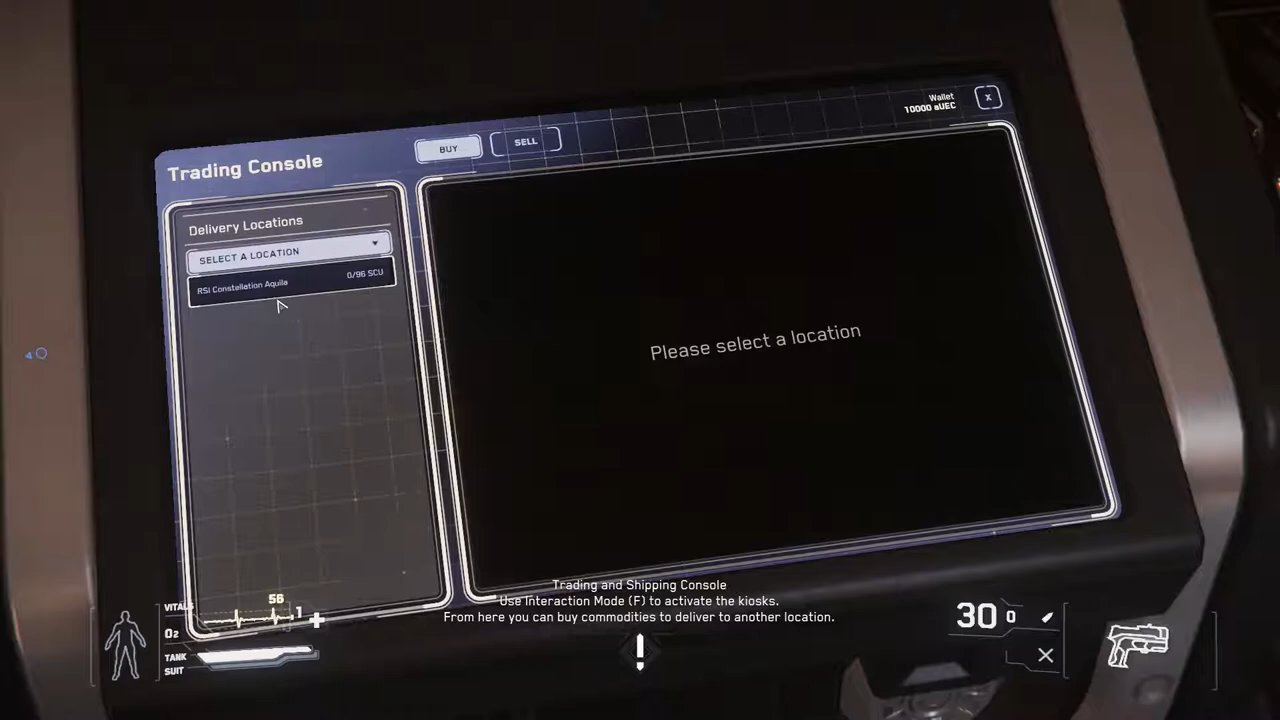 Wallet
10000 aUEC
X
BUY
SELL
Trading Console
Delivery Locations
SELECT A LOCATION
RSI Constellation Aquila 0/96 SCU
Please select a location
Trading and Shipping Console
Use Interaction Mode (F) to activate the kiosks.
From here you can buy commodities to deliver to another location.
VITALS
56
1
O2
TANK
SUIT
30 0